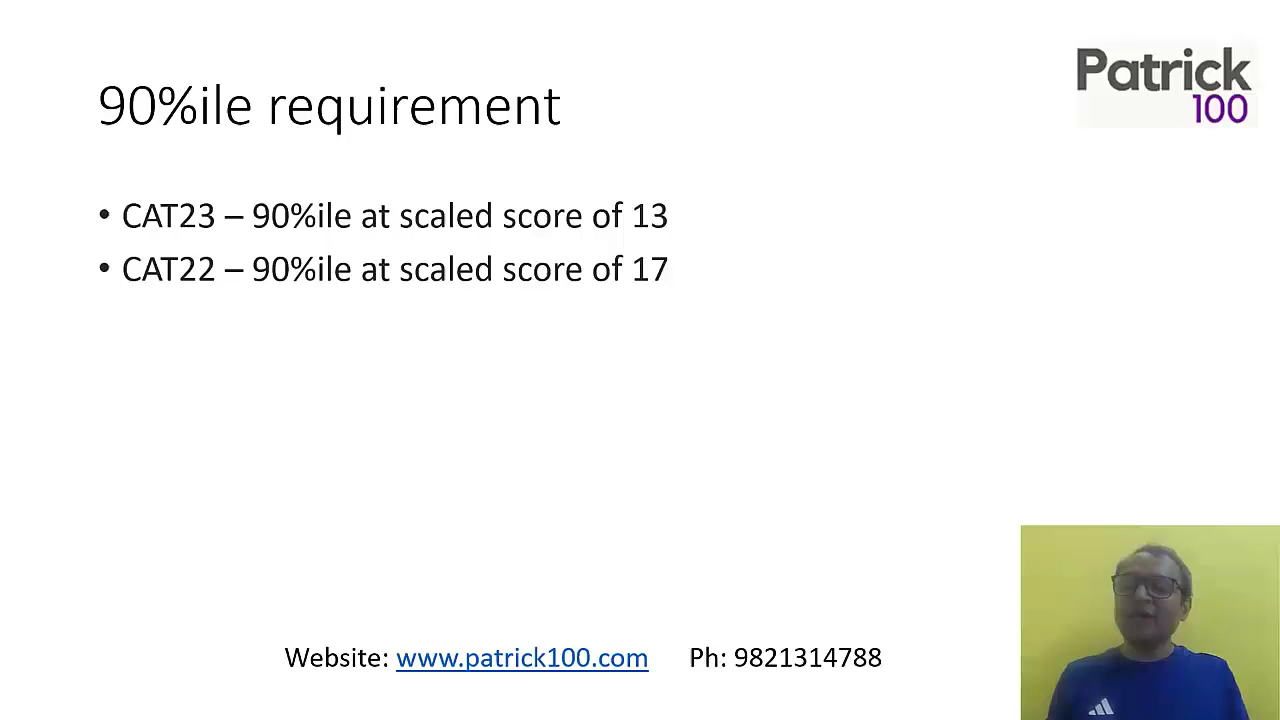 Patrick
100
90%ile requirement
• CAT23 – 90%ile at scaled score of 13
• CAT22 – 90%ile at scaled score of 17
Website: www.patrick100.com Ph: 9821314788